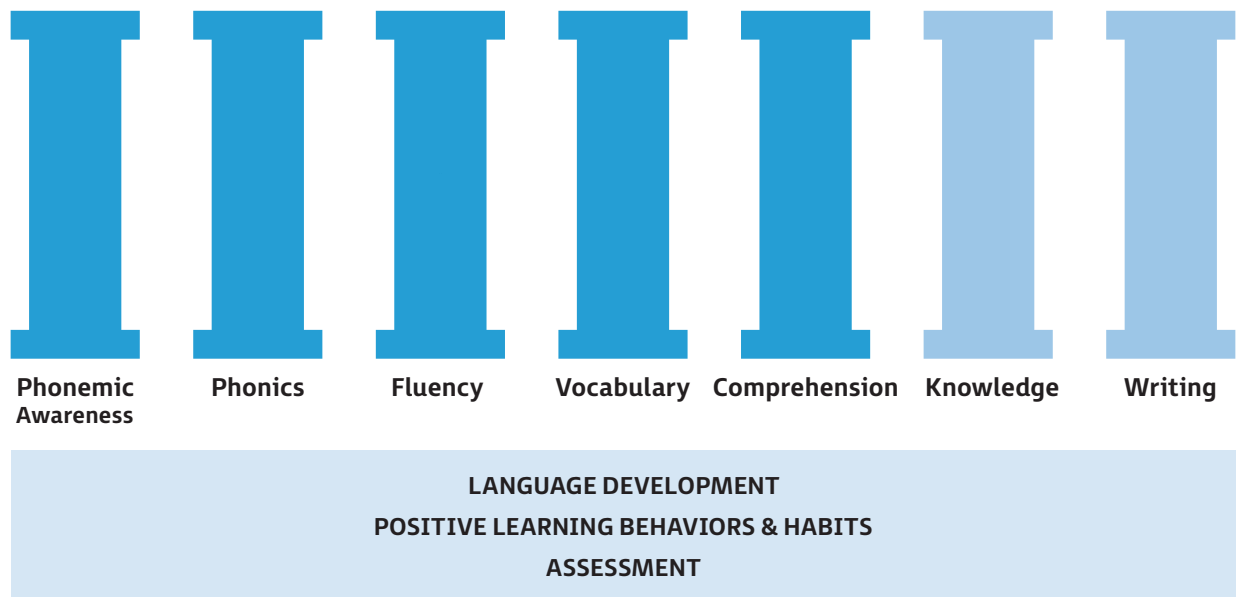 Phonemic Awareness
Phonics
Fluency
Vocabulary
Comprehension
Knowledge
Writing
LANGUAGE DEVELOPMENT
POSITIVE LEARNING BEHAVIORS & HABITS
ASSESSMENT